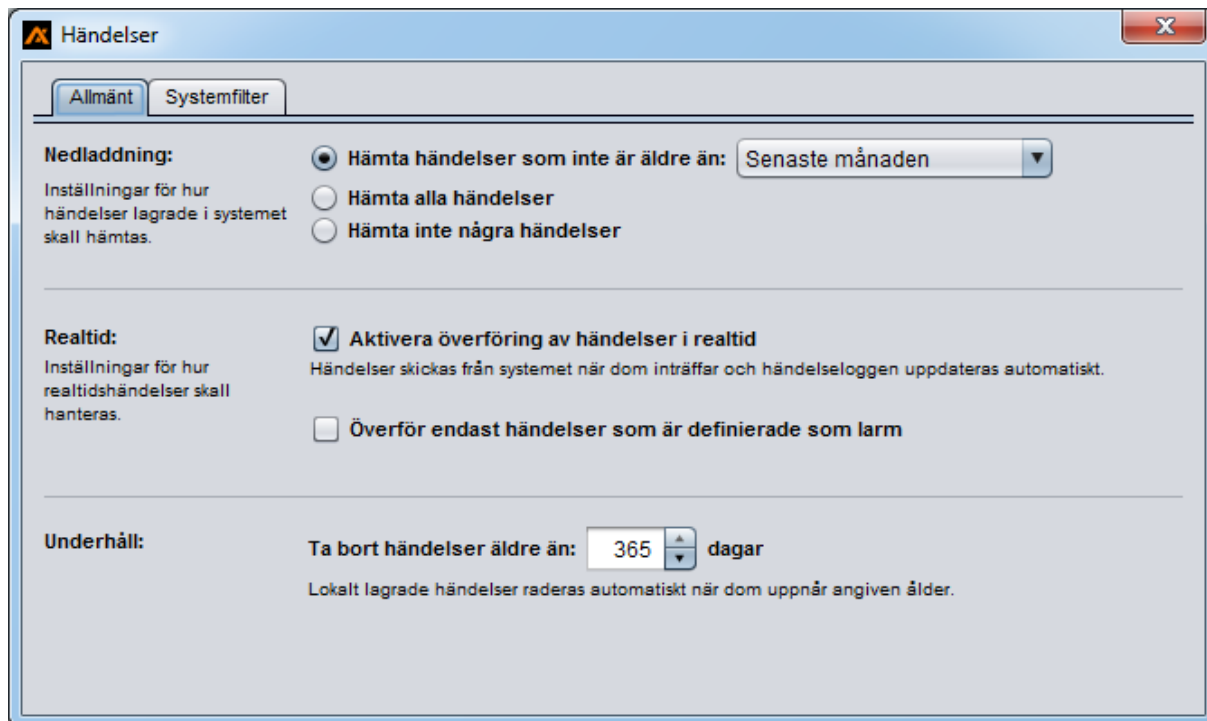 Händelser
Allmänt Systemfilter
Nedladdning:
Inställningar för hur
händelser lagrade i systemet
skall hämtas.
Hämta händelser som inte är äldre än: Senaste månaden
Hämta alla händelser
Hämta inte några händelser
Realtid:
Inställningar för hur
realtidshändelser skall
hanteras.
Aktivera överföring av händelser i realtid
Händelser skickas från systemet när dom inträffar och händelseloggen uppdateras automatiskt.
Överför endast händelser som är definierade som larm
Underhåll:
Ta bort händelser äldre än: 365 dagar
Lokalt lagrade händelser raderas automatiskt när dom uppnår angiven ålder.